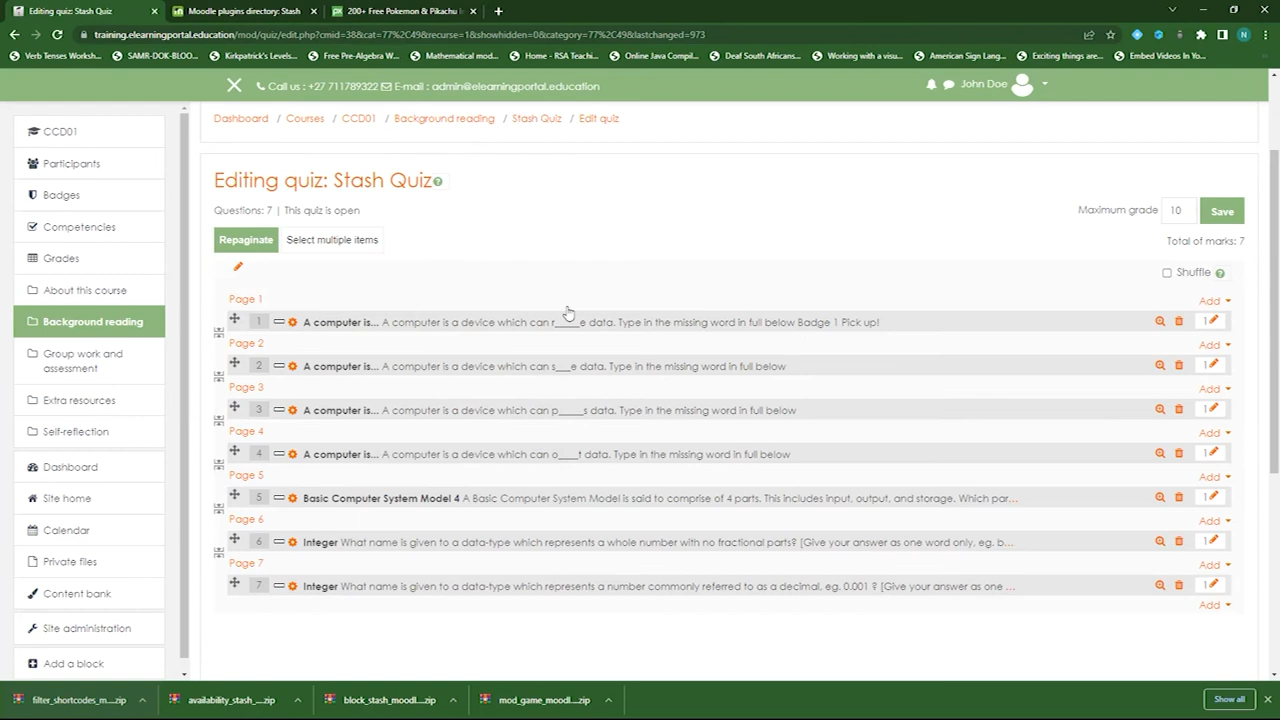 Editing quiz: Stash Quiz
Moodle plugins directory: Stash
200+ Free Pokemon & Pikachu I
training.elearningportal.education/mod/quiz/edit.php?cmid=38&cat=77%2C49&recurse=1&showhidden=0&category=77%2C49&lastchanged=973
N
Verb Tenses Worksh...
SAMR-DOK-BLOO...
Kirkpatrick's Levels...
Free Pre-Algebra W...
Mathematical mod...
Home - RSA Teachi...
Online Java Compil...
Deaf South African...
Working with a visu...
American Sign Lang...
Exciting things are...
Embed Videos In Yo...
Call us : +27 711789322 E-mail : admin@elearningportal.education
John Doe
CCD01
Participants
Badges
Competencies
Grades
About this course
Background reading
Group work and
assessment
Extra resources
Self-reflection
Dashboard
Site home
Calendar
Private files
Content bank
Site administration
Add a block
Dashboard / Courses / CCD01 / Background reading / Stash Quiz / Edit quiz
Editing quiz: Stash Quiz
Questions: 7 | This quiz is open
Maximum grade 10 Save
Repaginate Select multiple items
Total of marks: 7
Shuffle
Page 1 Add
1 A computer is... A computer is a device which can r_____e data. Type in the missing word in full below Badge 1 Pick up! 1
Page 2 Add
2 A computer is... A computer is a device which can s___e data. Type in the missing word in full below 1
Page 3 Add
3 A computer is... A computer is a device which can p_____s data. Type in the missing word in full below 1
Page 4 Add
4 A computer is... A computer is a device which can o____t data. Type in the missing word in full below 1
Page 5 Add
5 Basic Computer System Model 4 A Basic Computer System Model is said to comprise of 4 parts. This includes input, output, and storage. Which par... 1
Page 6 Add
6 Integer What name is given to a data-type which represents a whole number with no fractional parts? [Give your answer as one word only, eg. b... 1
Page 7 Add
7 Integer What name is given to a data-type which represents a number commonly referred to as a decimal, eg. 0.001 ? [Give your answer as one ... 1
Add
filter_shortcodes_m....zip
availability_stash_....zip
block_stash_moodl....zip
mod_game_moodl....zip
Show all